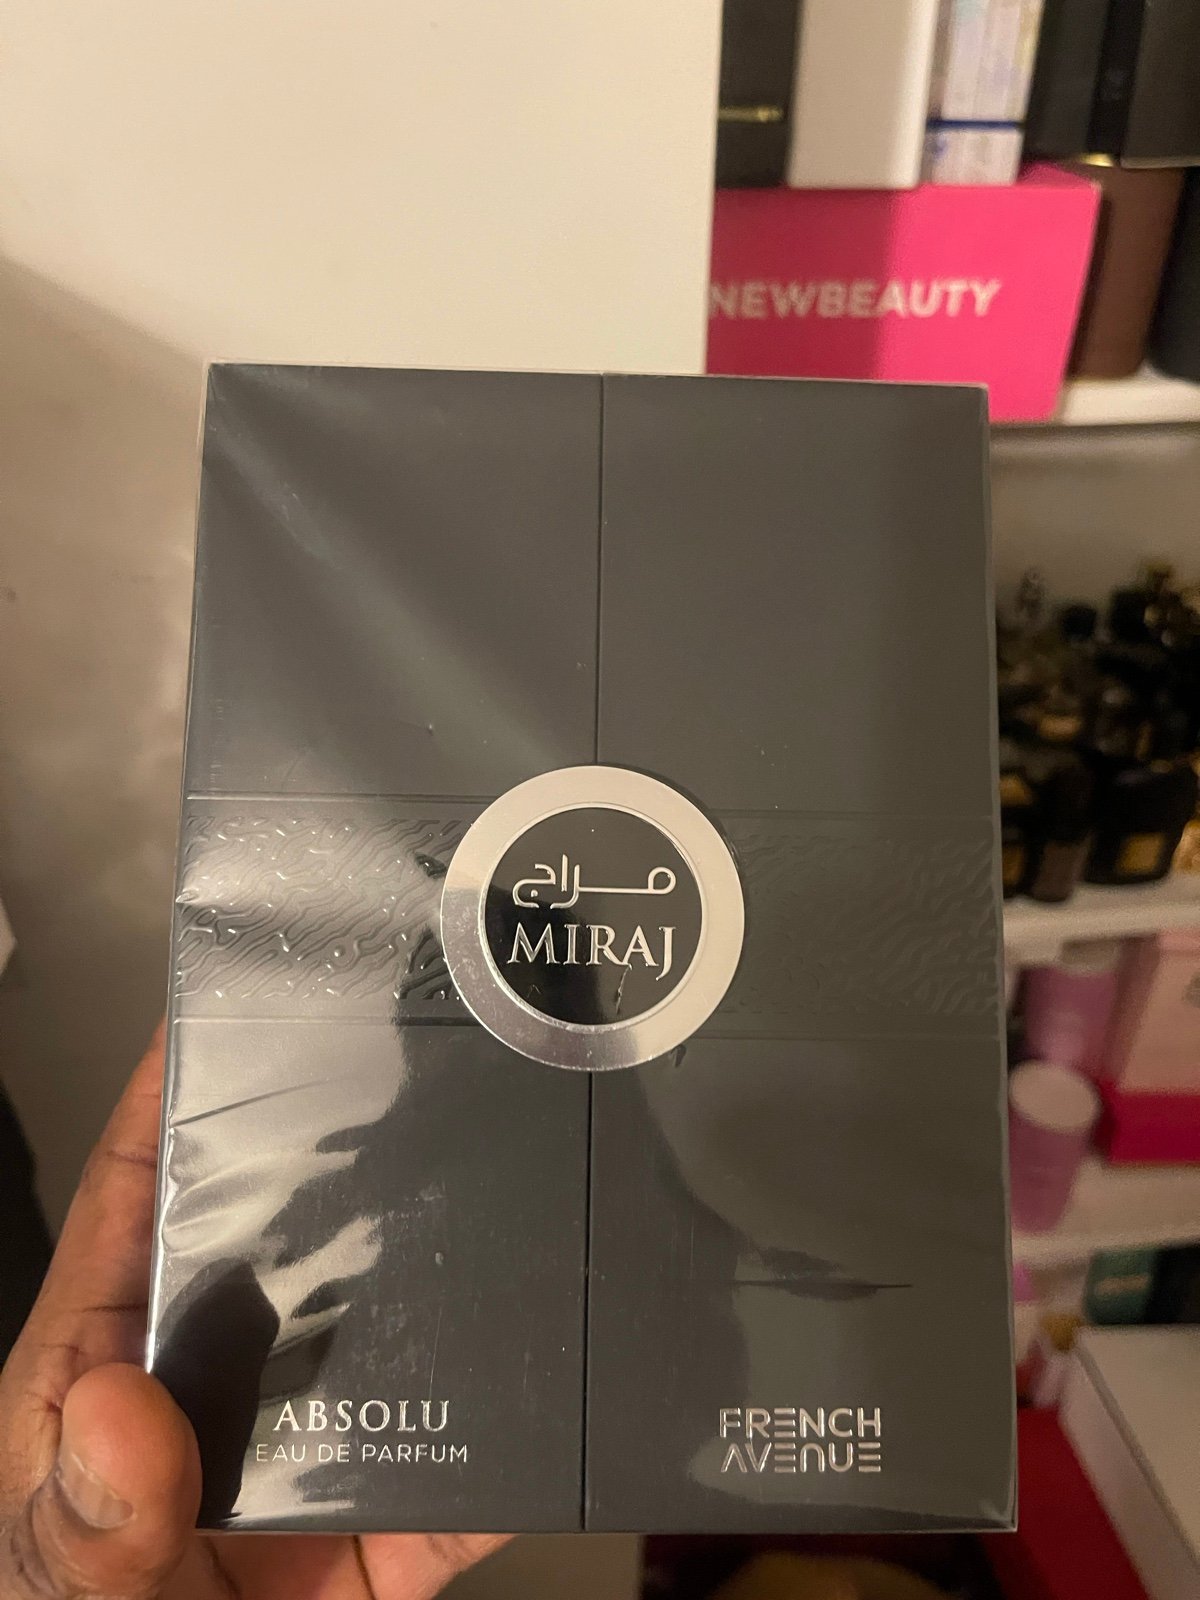 NEWBEAUTY
مراج
MIRAJ
ABSOLU
EAU DE PARFUM
FRENCH
AVENUE